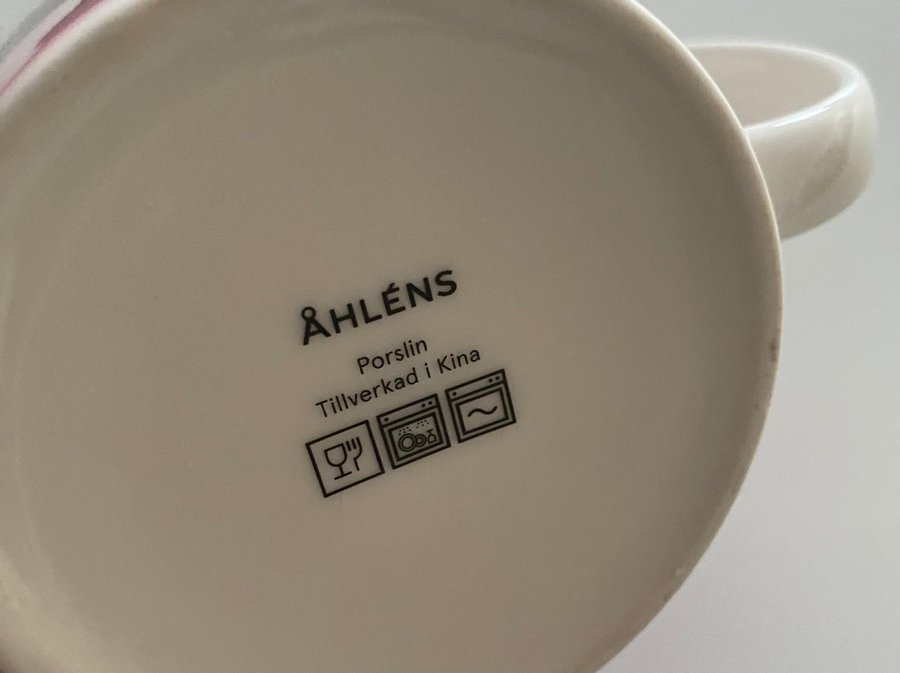 ÅHLÉNS
Porslin
Tillverkad i Kina